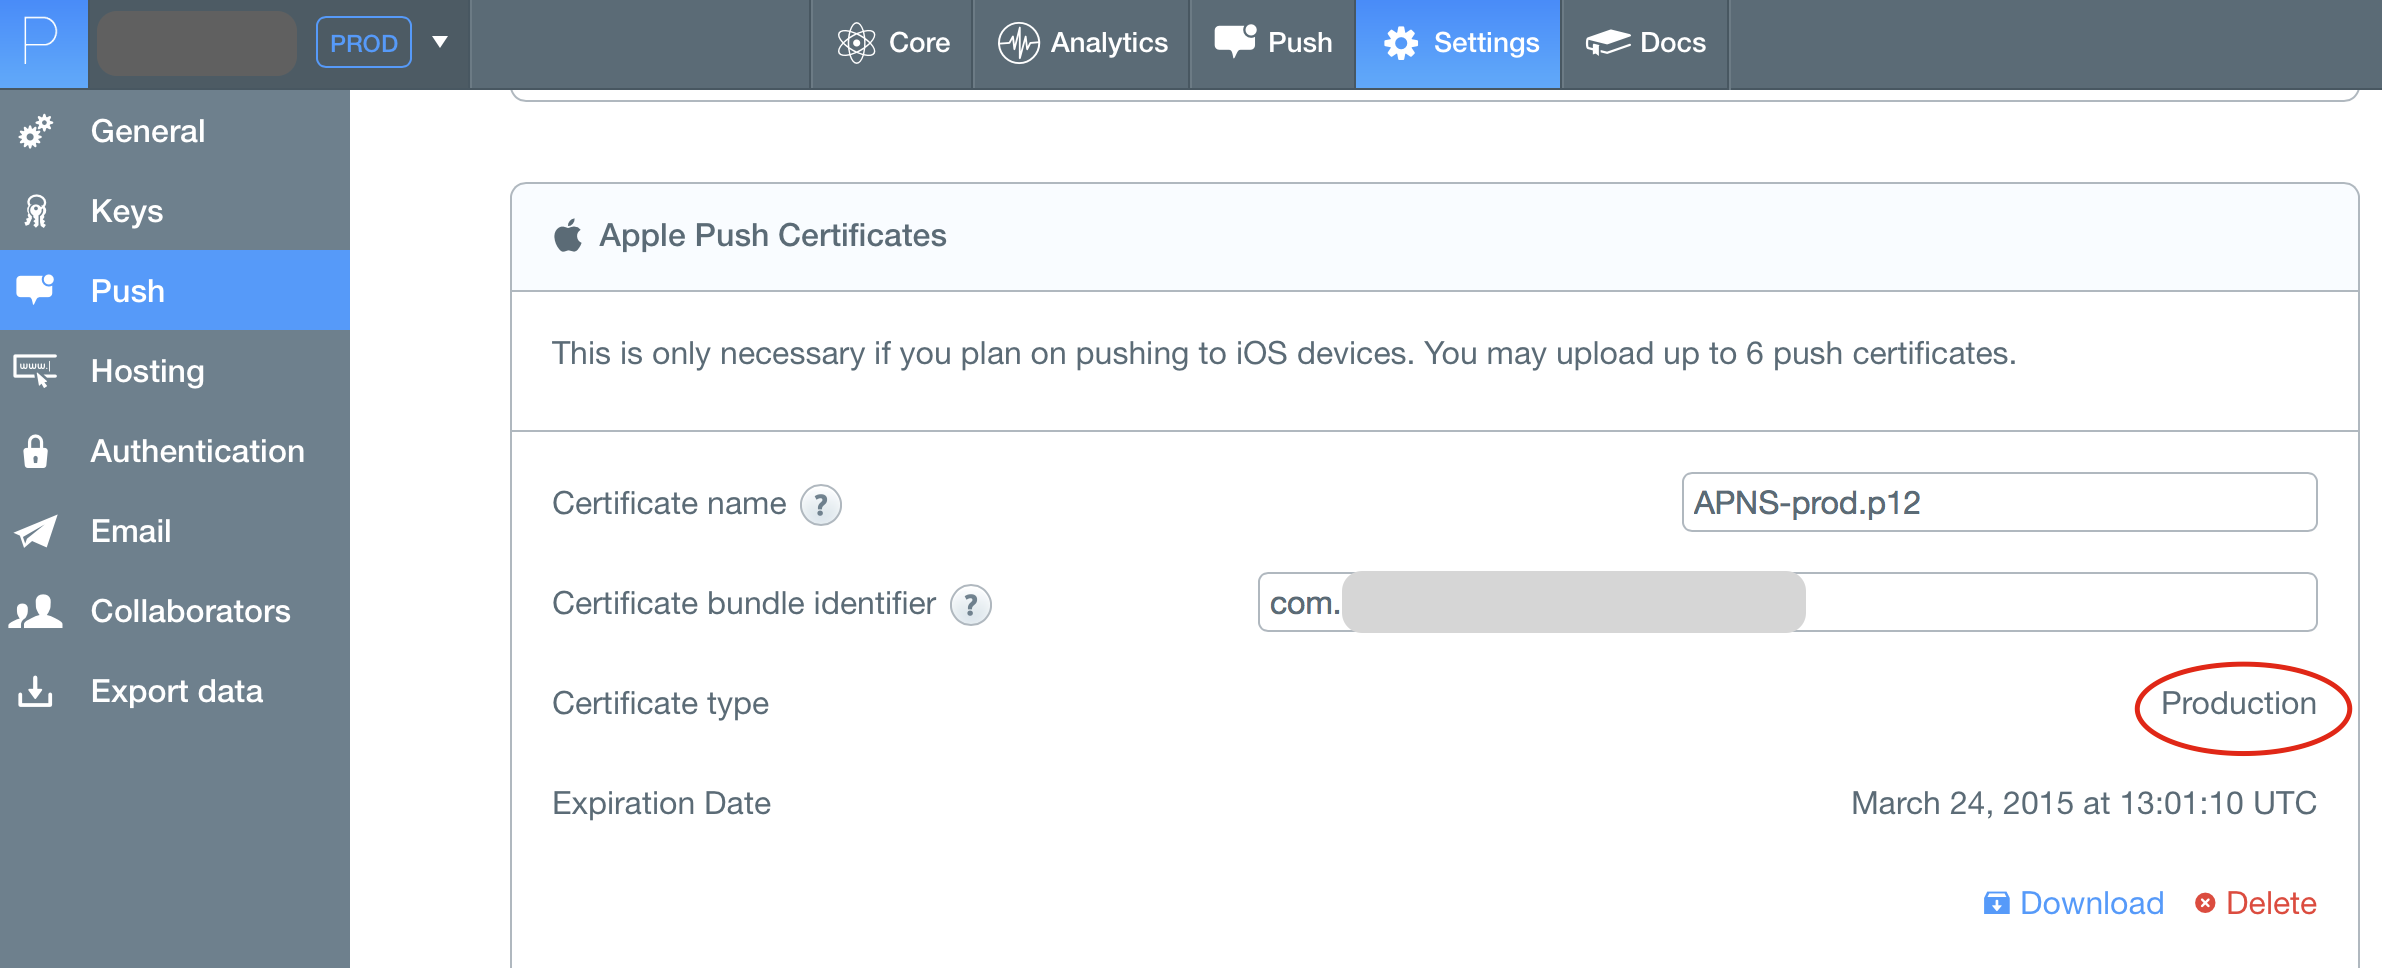 P
PROD
Core
Analytics
Push
Settings
Docs
General
Keys
Push
Hosting
Authentication
Email
Collaborators
Export data
Apple Push Certificates
This is only necessary if you plan on pushing to iOS devices. You may upload up to 6 push certificates.
Certificate name ? APNS-prod.p12
Certificate bundle identifier ? com.
Certificate type Production
Expiration Date March 24, 2015 at 13:01:10 UTC
Download Delete
www.